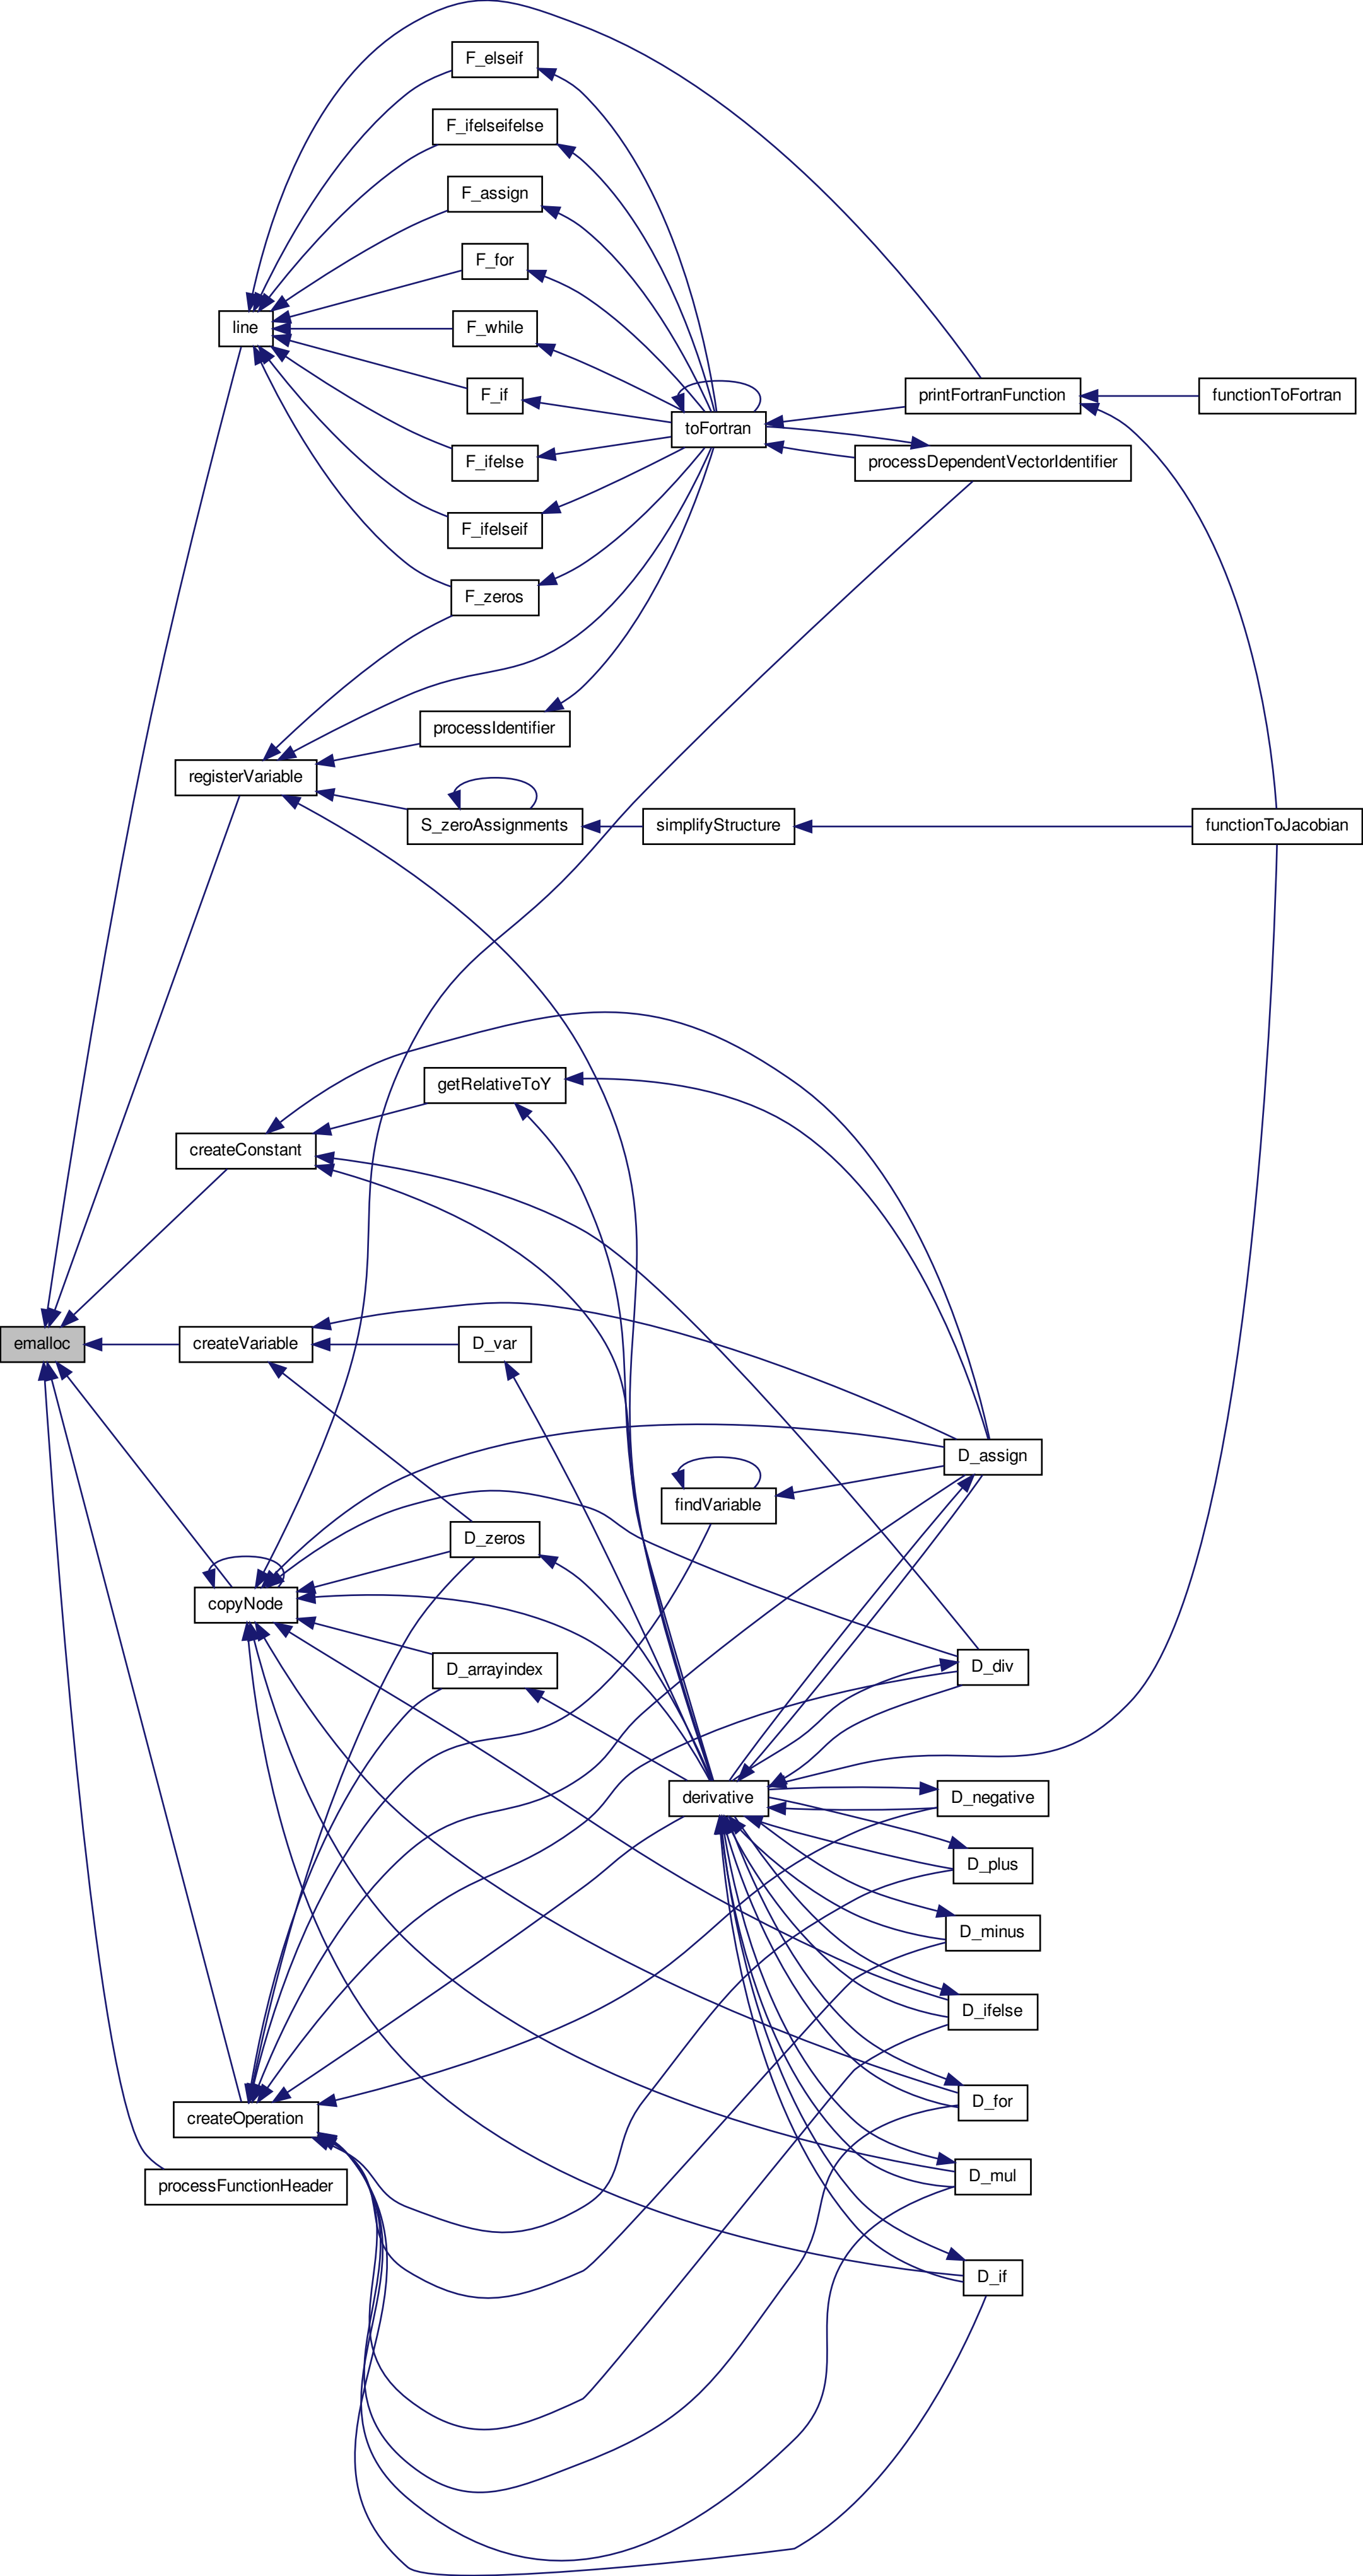 F_elseif
F_ifelseifelse
F_assign
F_for
line
F_while
F_if
printFortranFunction
functionToFortran
toFortran
F_ifelse
processDependentVectorIdentifier
F_ifelseif
F_zeros
processIdentifier
registerVariable
S_zeroAssignments
simplifyStructure
functionToJacobian
getRelativeToY
createConstant
emalloc
createVariable
D_var
D_assign
findVariable
D_zeros
copyNode
D_arrayindex
D_div
derivative
D_negative
D_plus
D_minus
D_ifelse
D_for
createOperation
D_mul
processFunctionHeader
D_if